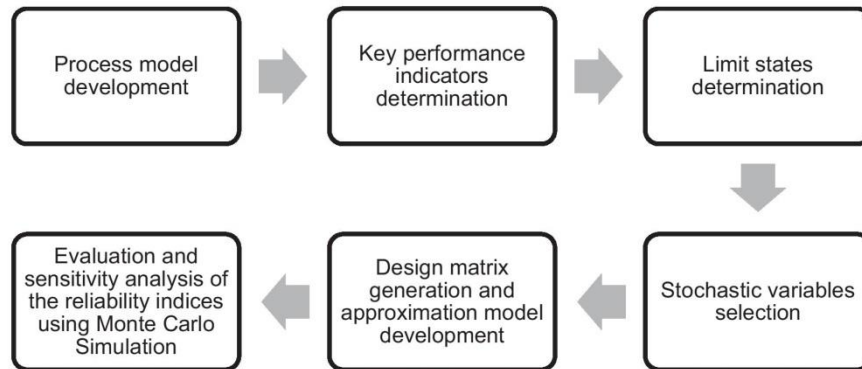 Process model
development
Key performance
indicators
determination
Limit states
determination
Stochastic variables
selection
Design matrix
generation and
approximation model
development
Evaluation and
sensitivity analysis of
the reliability indices
using Monte Carlo
Simulation